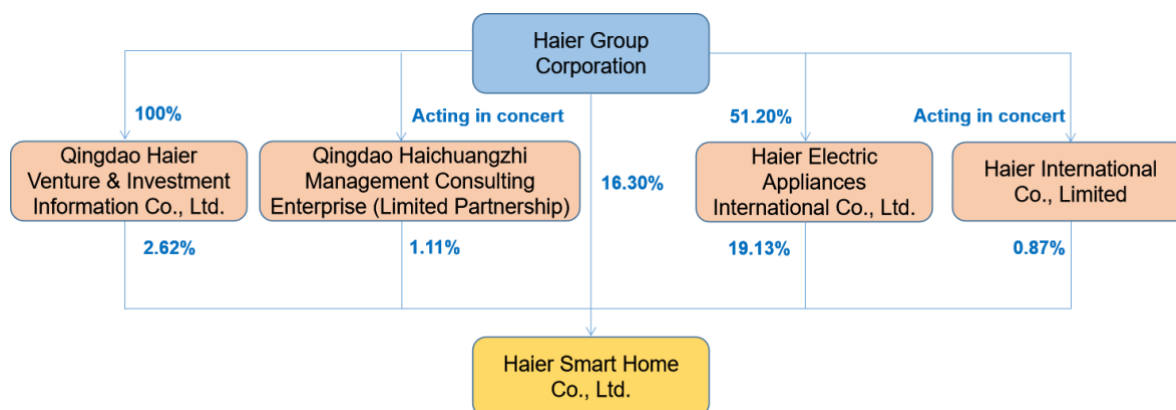 Haier Group
Corporation
100%
Acting in concert
51.20%
Acting in concert
Qingdao Haier
Venture & Investment
Information Co., Ltd.
Qingdao Haichuangzhi
Management Consulting
Enterprise (Limited Partnership)
16.30%
Haier Electric
Appliances
International Co., Ltd.
Haier International
Co., Limited
2.62%
1.11%
19.13%
0.87%
Haier Smart Home
Co., Ltd.